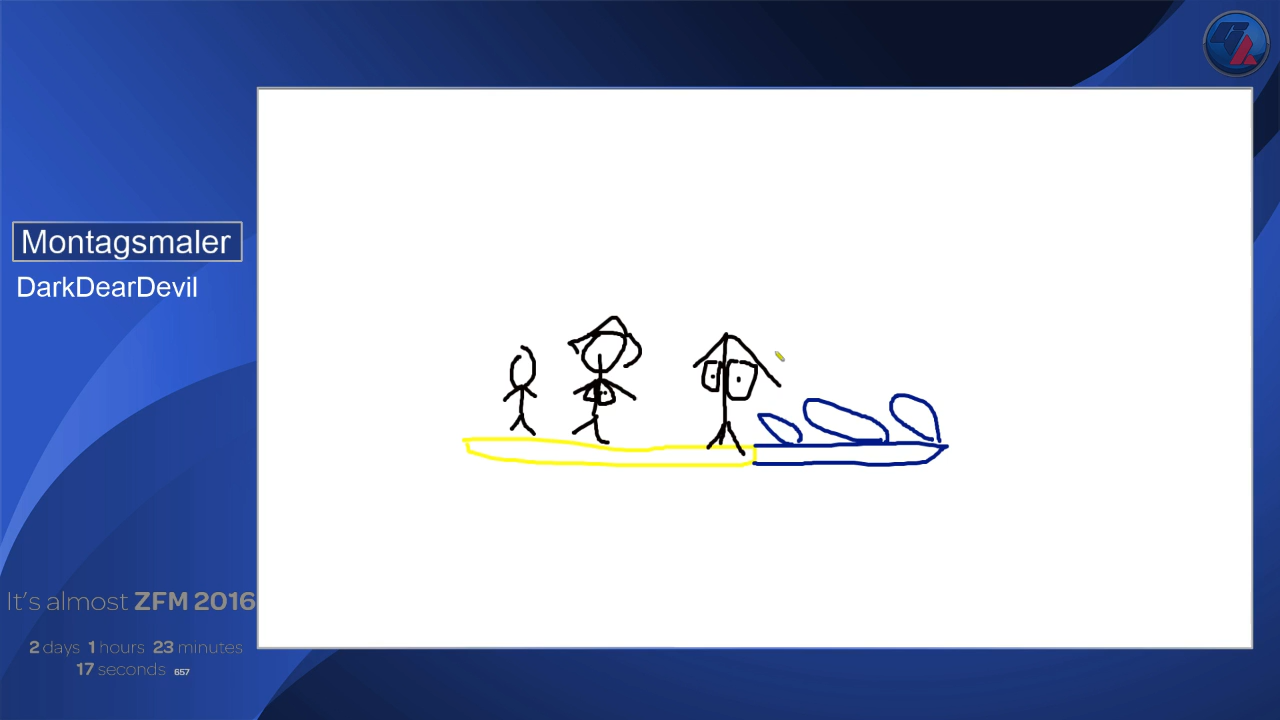 Montagsmaler
DarkDearDevil
It's almost ZFM 2016
2 days 1 hours 23 minutes
17 seconds 657